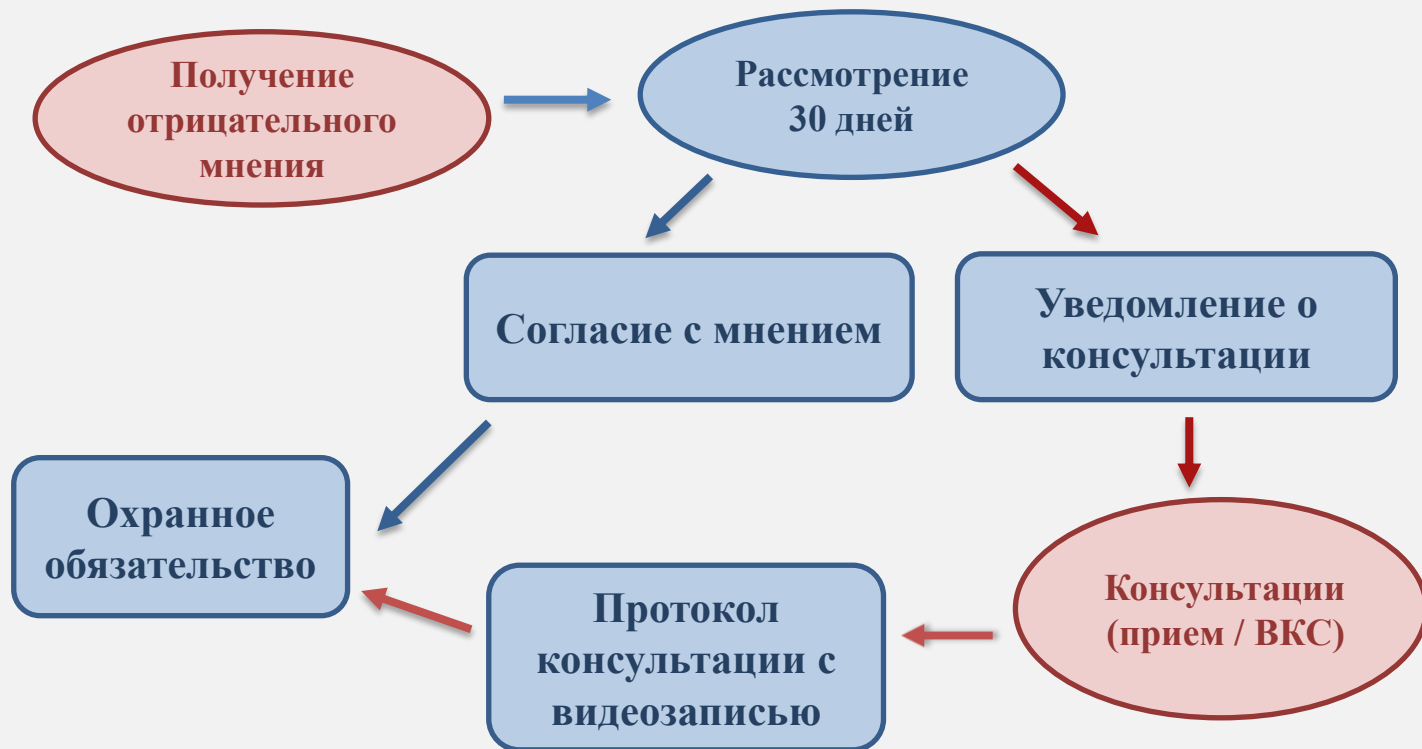 Получение
отрицательного
мнения
Рассмотрение
30 дней
Согласие с мнением
Уведомление о
консультации
Охранное
обязательство
Протокол
консультации с
видеозаписью
Консультации
(прием / ВКС)